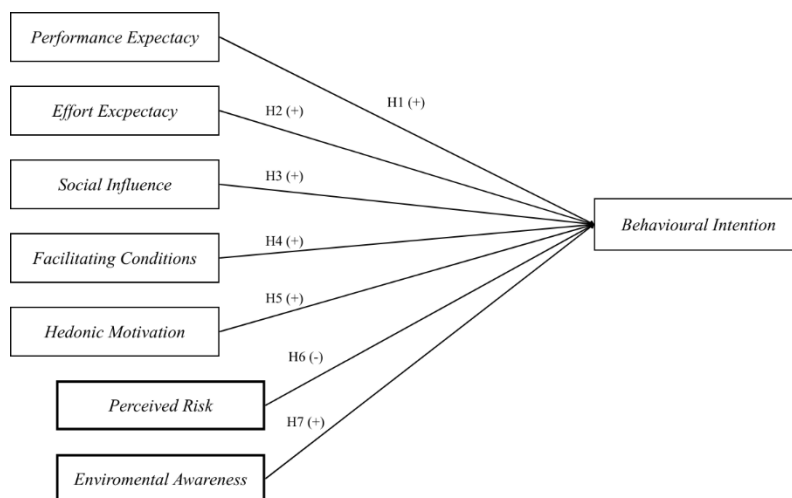 Performance Expectacy
H1 (+)
Effort Excpectacy
H2 (+)
Social Influence
H3 (+)
Behavioural Intention
Facilitating Conditions
H4 (+)
Hedonic Motivation
H5 (+)
H6 (-)
Perceived Risk
H7 (+)
Enviromental Awareness